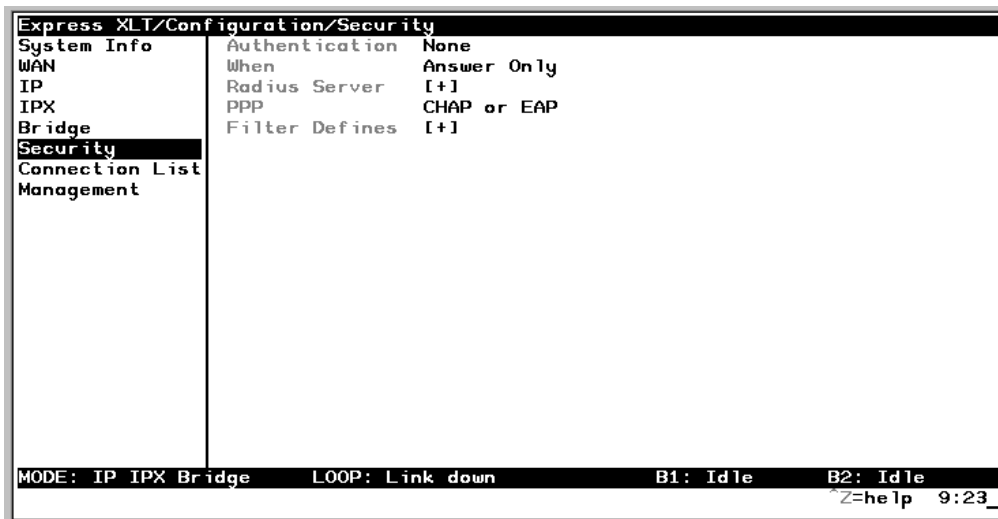 Express XLT/Configuration/Security
System Info
WAN
IP
IPX
Bridge
Security
Connection List
Management
Authentication None
When Answer Only
Radius Server [+]
PPP CHAP or EAP
Filter Defines [+]
MODE: IP IPX Bridge LOOP: Link down B1: Idle B2: Idle
^Z=help 9:23_